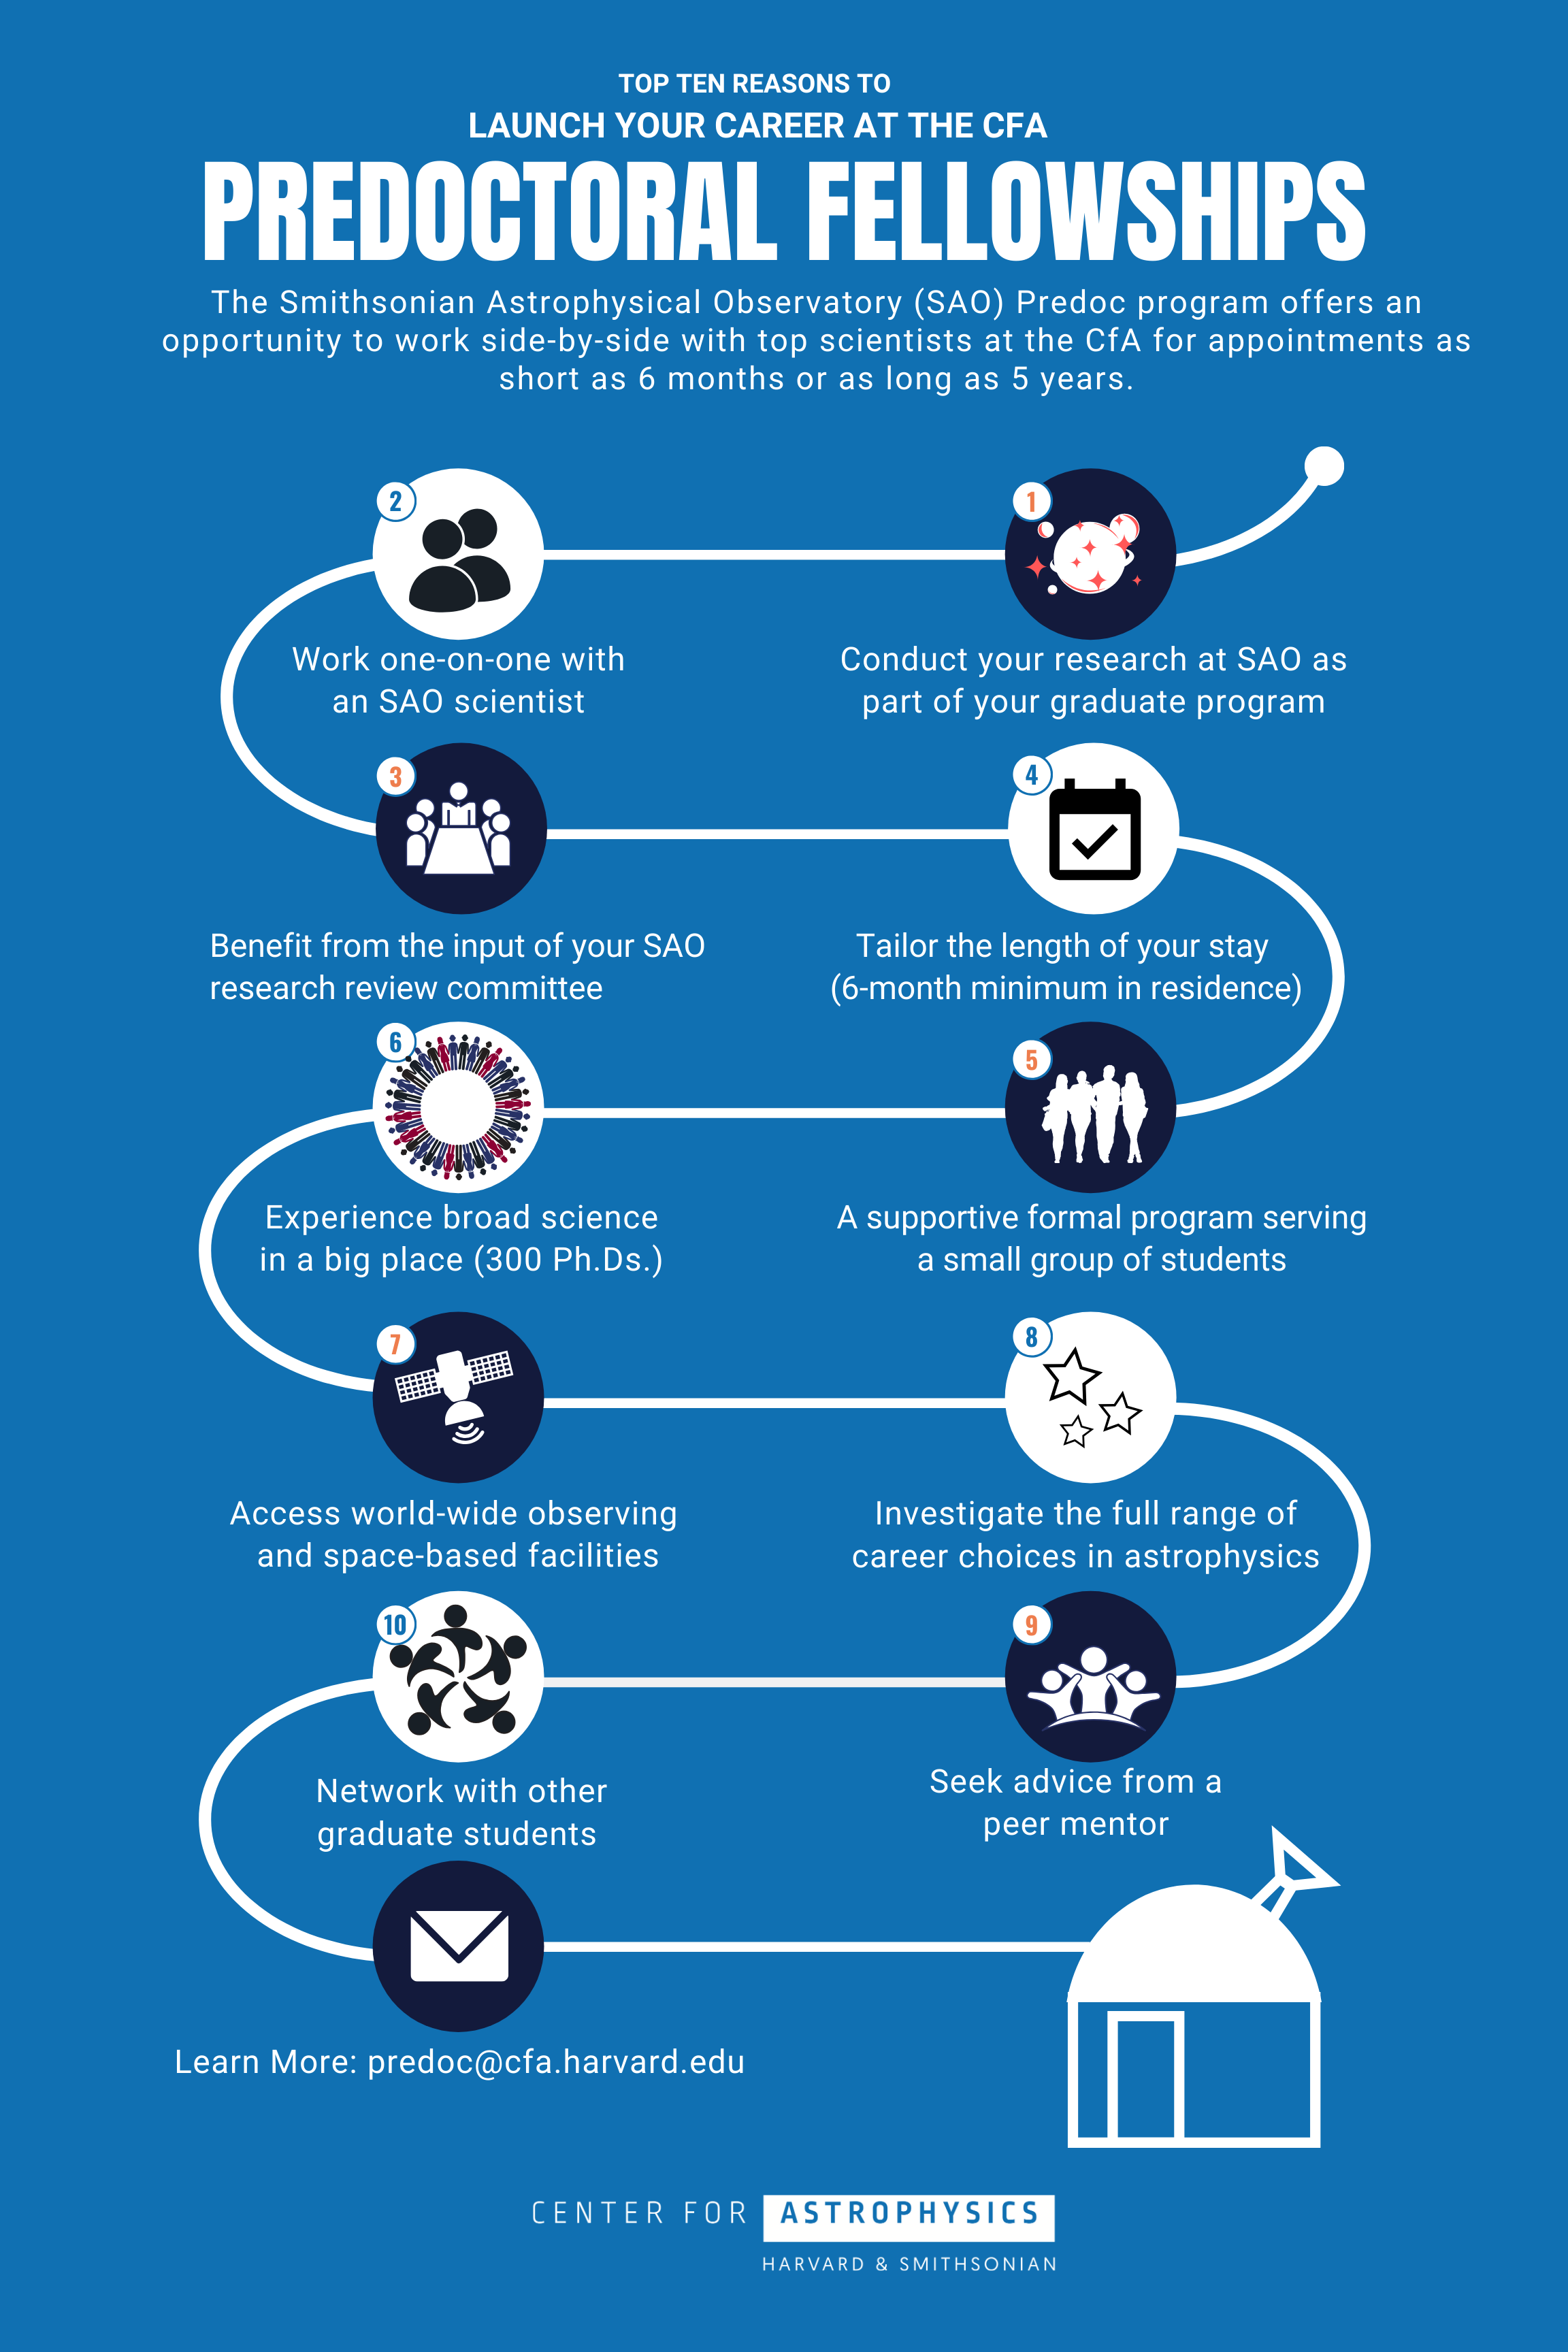 TOP TEN REASONS TO
LAUNCH YOUR CAREER AT THE CFA
PREDOCTORAL FELLOWSHIPS
The Smithsonian Astrophysical Observatory (SAO) Predoc program offers an
opportunity to work side-by-side with top scientists at the CfA for appointments as
short as 6 months or as long as 5 years.
1
Conduct your research at SAO as
part of your graduate program
2
Work one-on-one with
an SAO scientist
3
Benefit from the input of your SAO
research review committee
4
Tailor the length of your stay
(6-month minimum in residence)
5
A supportive formal program serving
a small group of students
6
Experience broad science
in a big place (300 Ph.Ds.)
7
Access world-wide observing
and space-based facilities
8
Investigate the full range of
career choices in astrophysics
9
Seek advice from a
peer mentor
10
Network with other
graduate students
Learn More: predoc@cfa.harvard.edu
CENTER FOR ASTROPHYSICS
HARVARD & SMITHSONIAN